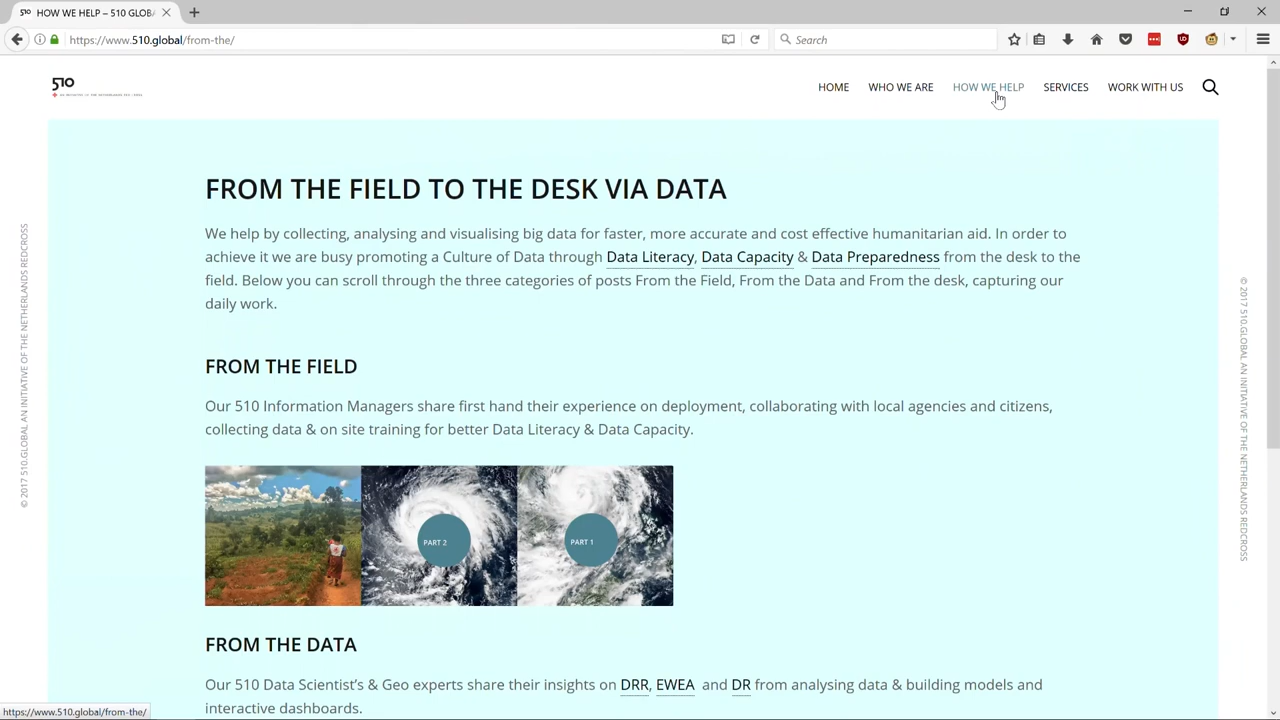 HOW WE HELP – 510 GLOBA
https://www.510.global/from-the/
Search
510
HOME
WHO WE ARE
HOW WE HELP
SERVICES
WORK WITH US
FROM THE FIELD TO THE DESK VIA DATA
We help by collecting, analysing and visualising big data for faster, more accurate and cost effective humanitarian aid. In order to
achieve it we are busy promoting a Culture of Data through Data Literacy, Data Capacity & Data Preparedness from the desk to the
field. Below you can scroll through the three categories of posts From the Field, From the Data and From the desk, capturing our
daily work.
FROM THE FIELD
Our 510 Information Managers share first hand their experience on deployment, collaborating with local agencies and citizens,
collecting data & on site training for better Data Literacy & Data Capacity.
PART 2
PART 1
FROM THE DATA
Our 510 Data Scientist's & Geo experts share their insights on DRR, EWEA and DR from analysing data & building models and
interactive dashboards.
© 2017 510.GLOBAL AN INITIATIVE OF THE NETHERLANDS REDCROSS
© 2017 510.GLOBAL AN INITIATIVE OF THE NETHERLANDS REDCROSS
https://www.510.global/from-the/